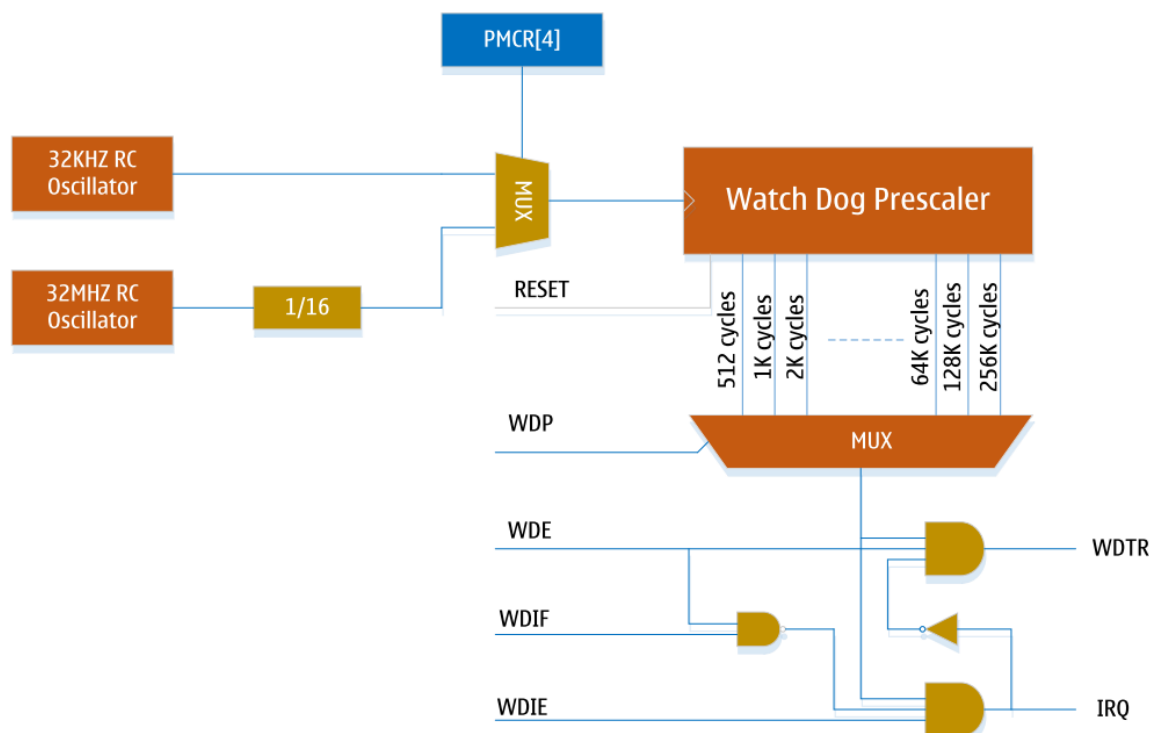 PMCR[4]
32KHZ RC
Oscillator
MUX
Watch Dog Prescaler
32MHZ RC
Oscillator
1/16
RESET
512 cycles
1K cycles
2K cycles
64K cycles
128K cycles
256K cycles
WDP
MUX
WDE
WDTR
WDIF
WDIE
IRQ